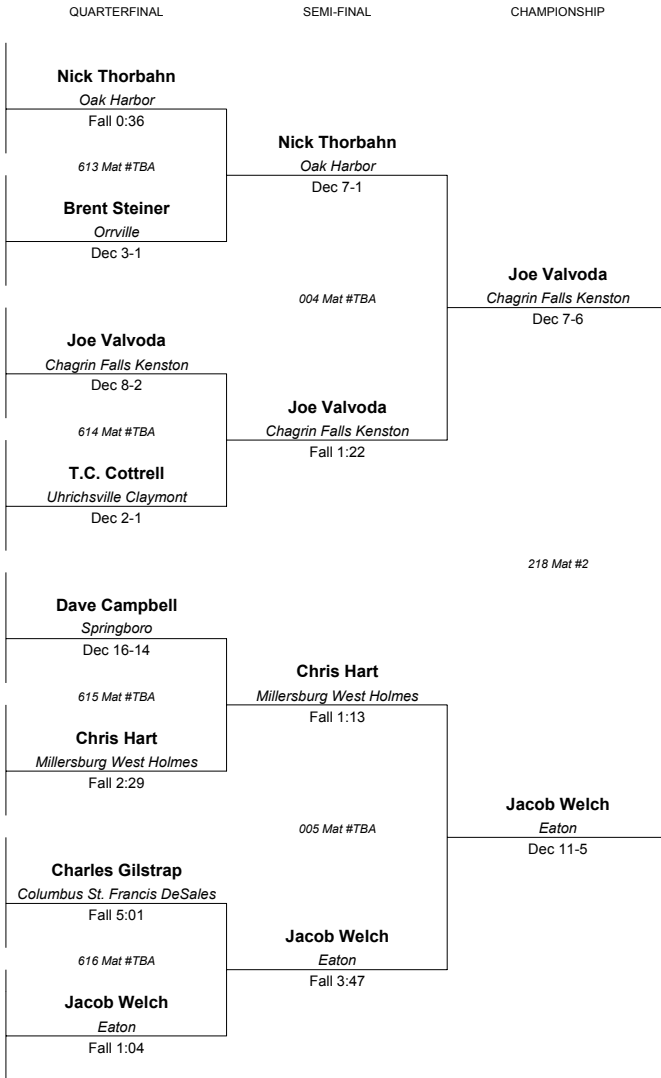 QUARTERFINAL SEMI-FINAL CHAMPIONSHIP
Nick Thorbahn
Oak Harbor
Fall 0:36
613 Mat #TBA
Brent Steiner
Orrville
Dec 3-1
Joe Valvoda
Chagrin Falls Kenston
Dec 8-2
614 Mat #TBA
T.C. Cottrell
Uhrichsville Claymont
Dec 2-1
Dave Campbell
Springboro
Dec 16-14
615 Mat #TBA
Chris Hart
Millersburg West Holmes
Fall 2:29
Charles Gilstrap
Columbus St. Francis DeSales
Fall 5:01
616 Mat #TBA
Jacob Welch
Eaton
Fall 1:04
Nick Thorbahn
Oak Harbor
Dec 7-1
004 Mat #TBA
Joe Valvoda
Chagrin Falls Kenston
Fall 1:22
Chris Hart
Millersburg West Holmes
Fall 1:13
005 Mat #TBA
Jacob Welch
Eaton
Fall 3:47
Joe Valvoda
Chagrin Falls Kenston
Dec 7-6
218 Mat #2
Jacob Welch
Eaton
Dec 11-5